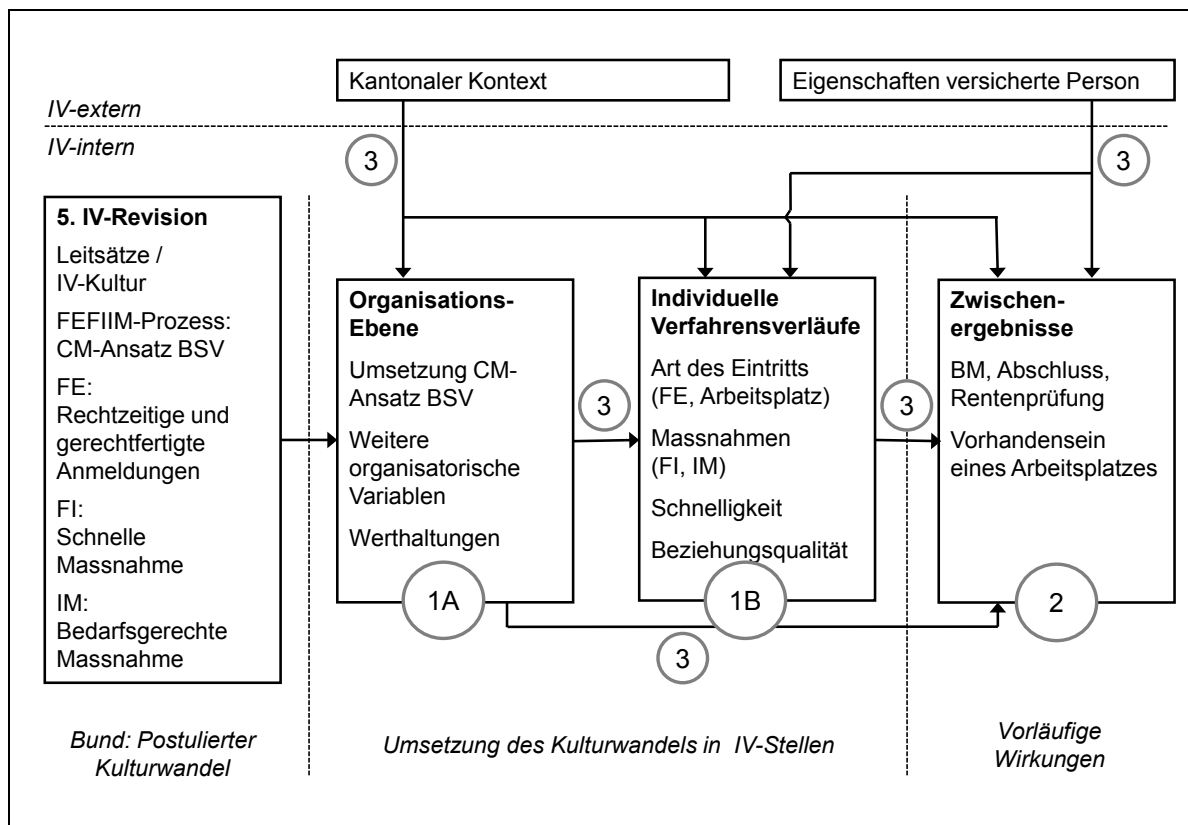 Kantonaler Kontext
Eigenschaften versicherte Person
IV-extern
IV-intern
3
3
5. IV-Revision
Leitsätze /
IV-Kultur
FEFIIM-Prozess:
CM-Ansatz BSV
FE:
Rechtzeitige und
gerechtfertigte
Anmeldungen
FI:
Schnelle
Massnahme
IM:
Bedarfsgerechte
Massnahme
Organisations-
Ebene
Umsetzung CM-
Ansatz BSV
Weitere
organisatorische
Variablen
Werthaltungen
1A
3
Individuelle
Verfahrensverläufe
Art des Eintritts
(FE, Arbeitsplatz)
Massnahmen
(FI, IM)
Schnelligkeit
Beziehungsqualität
1B
3
Zwischen-
ergebnisse
BM, Abschluss,
Rentenprüfung
Vorhandensein
eines Arbeitsplatzes
2
3
Bund: Postulierter
Kulturwandel
Umsetzung des Kulturwandels in IV-Stellen
Vorläufige
Wirkungen